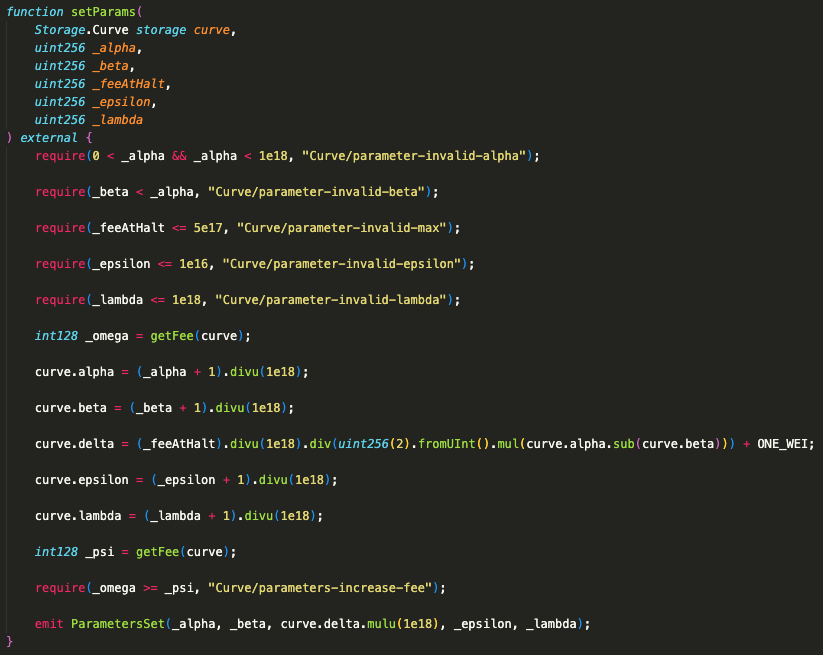 function setParams(
    Storage.Curve storage curve,
    uint256 _alpha,
    uint256 _beta,
    uint256 _feeAtHalt,
    uint256 _epsilon,
    uint256 _lambda
) external {
    require(0 < _alpha && _alpha < 1e18, "Curve/parameter-invalid-alpha");
    require(_beta < _alpha, "Curve/parameter-invalid-beta");
    require(_feeAtHalt <= 5e17, "Curve/parameter-invalid-max");
    require(_epsilon <= 1e16, "Curve/parameter-invalid-epsilon");
    require(_lambda <= 1e18, "Curve/parameter-invalid-lambda");
    int128 _omega = getFee(curve);
    curve.alpha = (_alpha + 1).divu(1e18);
    curve.beta = (_beta + 1).divu(1e18);
    curve.delta = (_feeAtHalt).divu(1e18).div(uint256(2).fromUInt().mul(curve.alpha.sub(curve.beta))) + ONE_WEI;
    curve.epsilon = (_epsilon + 1).divu(1e18);
    curve.lambda = (_lambda + 1).divu(1e18);
    int128 _psi = getFee(curve);
    require(_omega >= _psi, "Curve/parameters-increase-fee");
    emit ParametersSet(_alpha, _beta, curve.delta.mulu(1e18), _epsilon, _lambda);
}